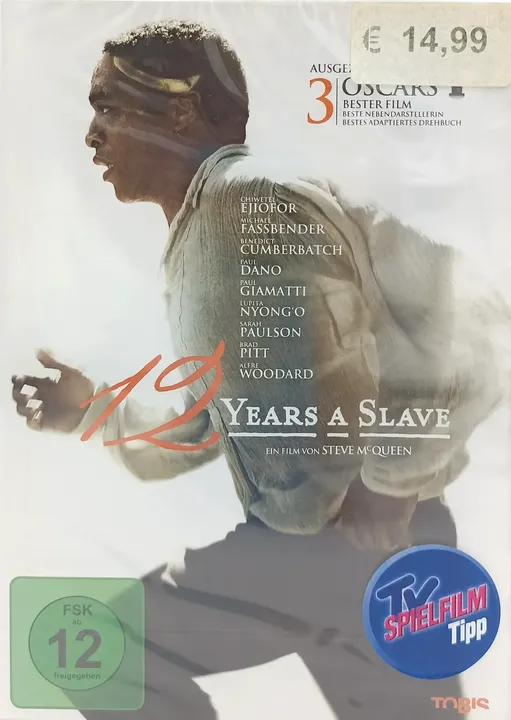 € 14,99
3
OSCARS
BESTER FILM
BESTE NEBENDARSTELLERIN
BESTES ADAPTIERTES DREHBUCH
CHIWETEL
EJIOFOR
MICHAEL
FASSBENDER
BENEDICT
CUMBERBATCH
PAUL
DANO
PAUL
GIAMATTI
LUPITA
NYONG'O
SARAH
PAULSON
BRAD
PITT
ALFRE
WOODARD
12 YEARS A SLAVE
EIN FILM VON STEVE McQUEEN
FSK
ab
12
freigegeben
TV
SPIELFILM
Tipp
TOBIS